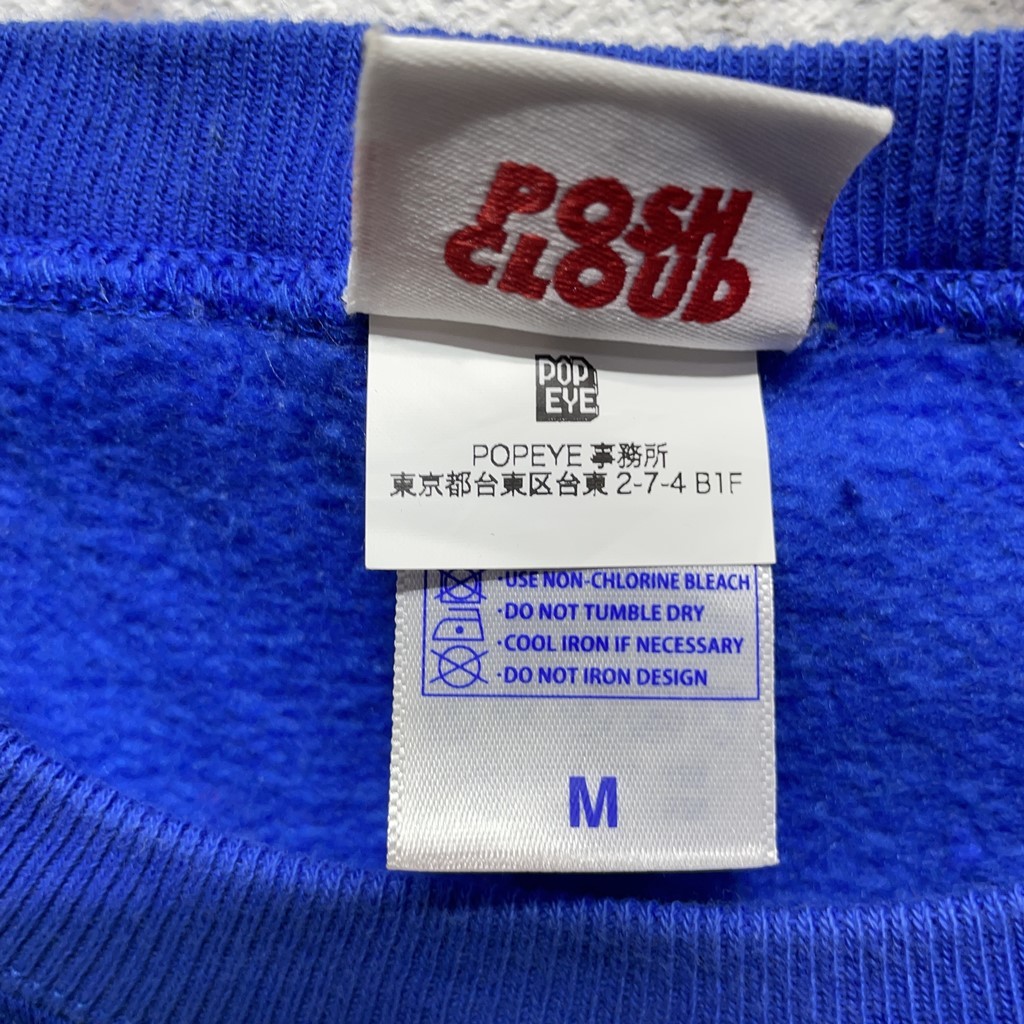 POSH
CLOUD
POP
EYE
POPEYE 事務所
東京都台東区台東 2-7-4 B1F
·USE NON-CHLORINE BLEACH
·DO NOT TUMBLE DRY
·COOL IRON IF NECESSARY
·DO NOT IRON DESIGN
M